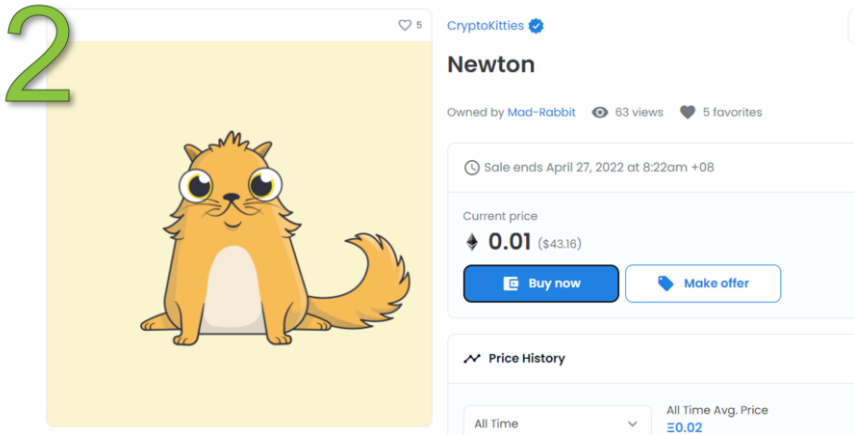 2
5
CryptoKitties
Newton
Owned by Mad-Rabbit 63 views 5 favorites
Sale ends April 27, 2022 at 8:22am +08
Current price
0.01 ($43.16)
Buy now Make offer
Price History
All Time
All Time Avg. Price
Ξ0.02